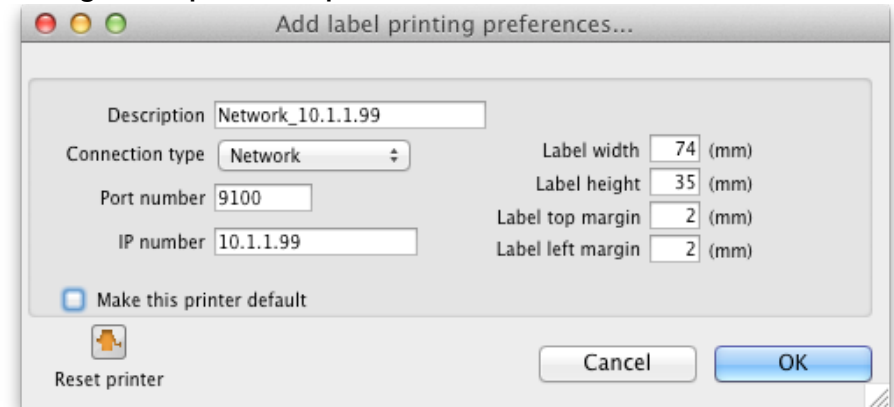 Add label printing preferences...
Description Network_10.1.1.99
Connection type Network
Port number 9100
IP number 10.1.1.99
Label width 74 (mm)
Label height 35 (mm)
Label top margin 2 (mm)
Label left margin 2 (mm)
Make this printer default
Reset printer
Cancel OK